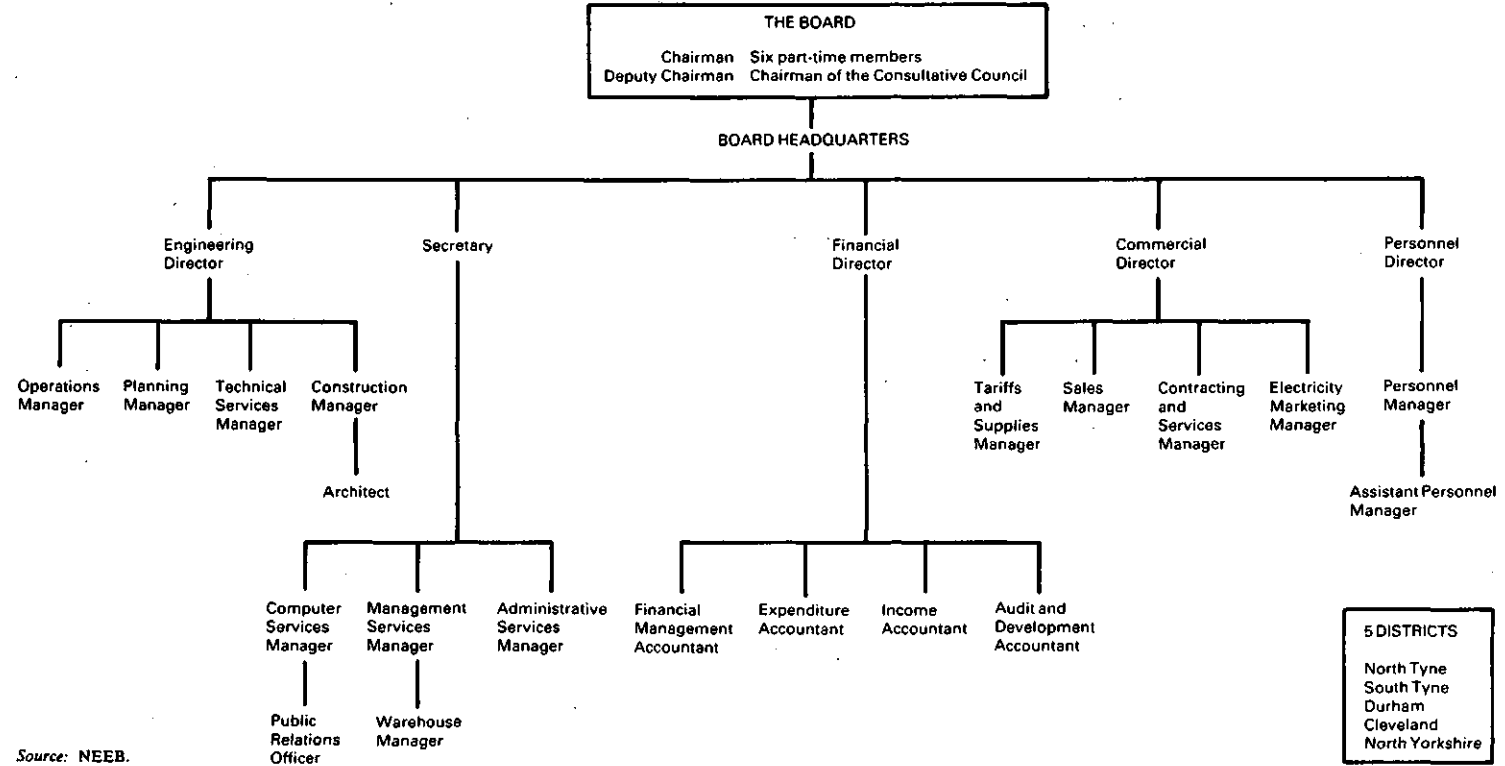 THE BOARD
Chairman Six part-time members
Deputy Chairman Chairman of the Consultative Council
BOARD HEADQUARTERS
Engineering
Director
Secretary
Financial
Director
Commercial
Director
Personnel
Director
Operations
Manager
Planning
Manager
Technical
Services
Manager
Construction
Manager
Tariffs
and
Supplies
Manager
Sales
Manager
Contracting
and
Services
Manager
Electricity
Marketing
Manager
Personnel
Manager
Architect
Assistant Personnel
Manager
Computer
Services
Manager
Management
Services
Manager
Administrative
Services
Manager
Financial
Management
Accountant
Expenditure
Accountant
Income
Accountant
Audit and
Development
Accountant
Public
Relations
Officer
Warehouse
Manager
5 DISTRICTS
North Tyne
South Tyne
Durham
Cleveland
North Yorkshire
Source: NEEB.